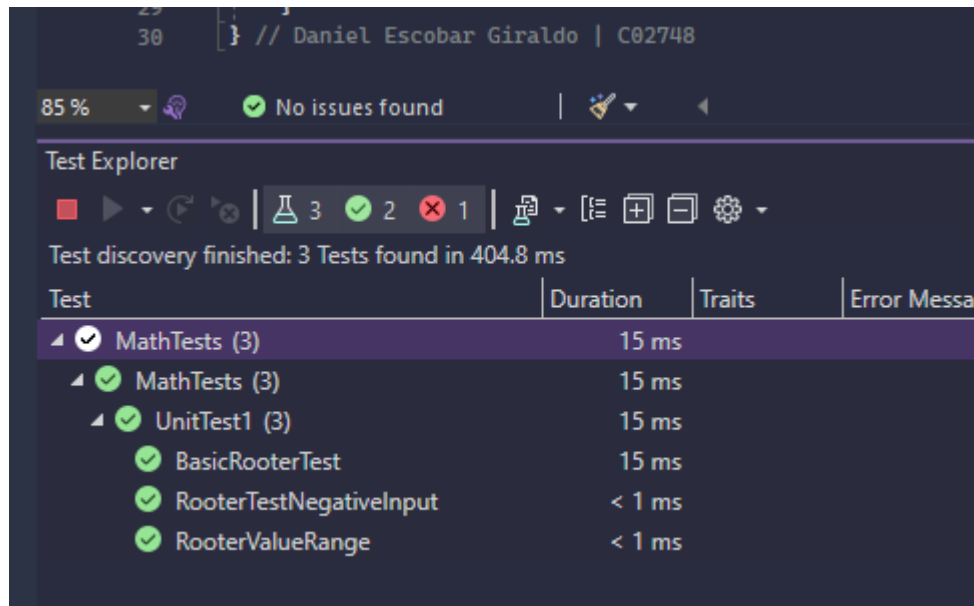 29 }
30 } // Daniel Escobar Giraldo | C02748
85 % No issues found
Test Explorer
3 2 1
Test discovery finished: 3 Tests found in 404.8 ms
Test Duration Traits Error Messa
MathTests (3) 15 ms
MathTests (3) 15 ms
UnitTest1 (3) 15 ms
BasicRooterTest 15 ms
RooterTestNegativeInput < 1 ms
RooterValueRange < 1 ms